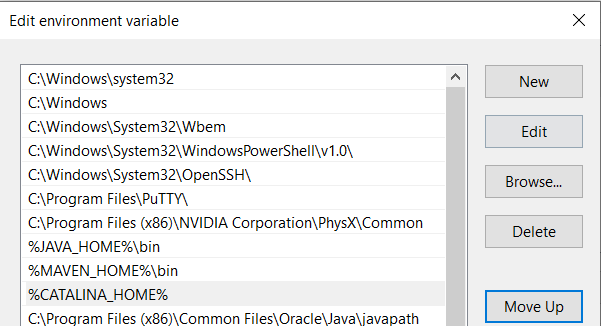 Edit environment variable
C:\Windows\system32
New
C:\Windows
C:\Windows\System32\Wbem
Edit
C:\Windows\System32\WindowsPowerShell\v1.0\
C:\Windows\System32\OpenSSH\
Browse...
C:\Program Files\PuTTY\
C:\Program Files (x86)\NVIDIA Corporation\PhysX\Common
Delete
%JAVA_HOME%\bin
%MAVEN_HOME%\bin
%CATALINA_HOME%
Move Up
C:\Program Files (x86)\Common Files\Oracle\Java\javapath